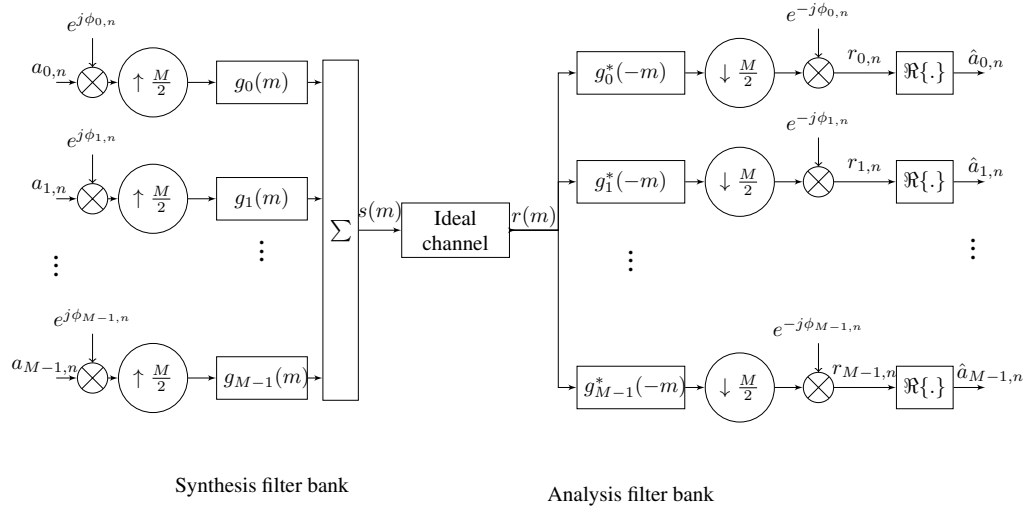 e^{jϕ_{0,n}}
a_{0,n}
↑ M/2
g_0(m)
e^{jϕ_{1,n}}
a_{1,n}
↑ M/2
g_1(m)
⋮
⋮
e^{jϕ_{M−1,n}}
a_{M−1,n}
↑ M/2
g_{M−1}(m)
∑
s(m)
Ideal
channel
r(m)
e^{−jϕ_{0,n}}
g_0^*(−m)
↓ M/2
r_{0,n}
ℜ{.}
â_{0,n}
e^{−jϕ_{1,n}}
g_1^*(−m)
↓ M/2
r_{1,n}
ℜ{.}
â_{1,n}
⋮
⋮
e^{−jϕ_{M−1,n}}
g_{M−1}^*(−m)
↓ M/2
r_{M−1,n}
ℜ{.}
â_{M−1,n}
Synthesis filter bank
Analysis filter bank